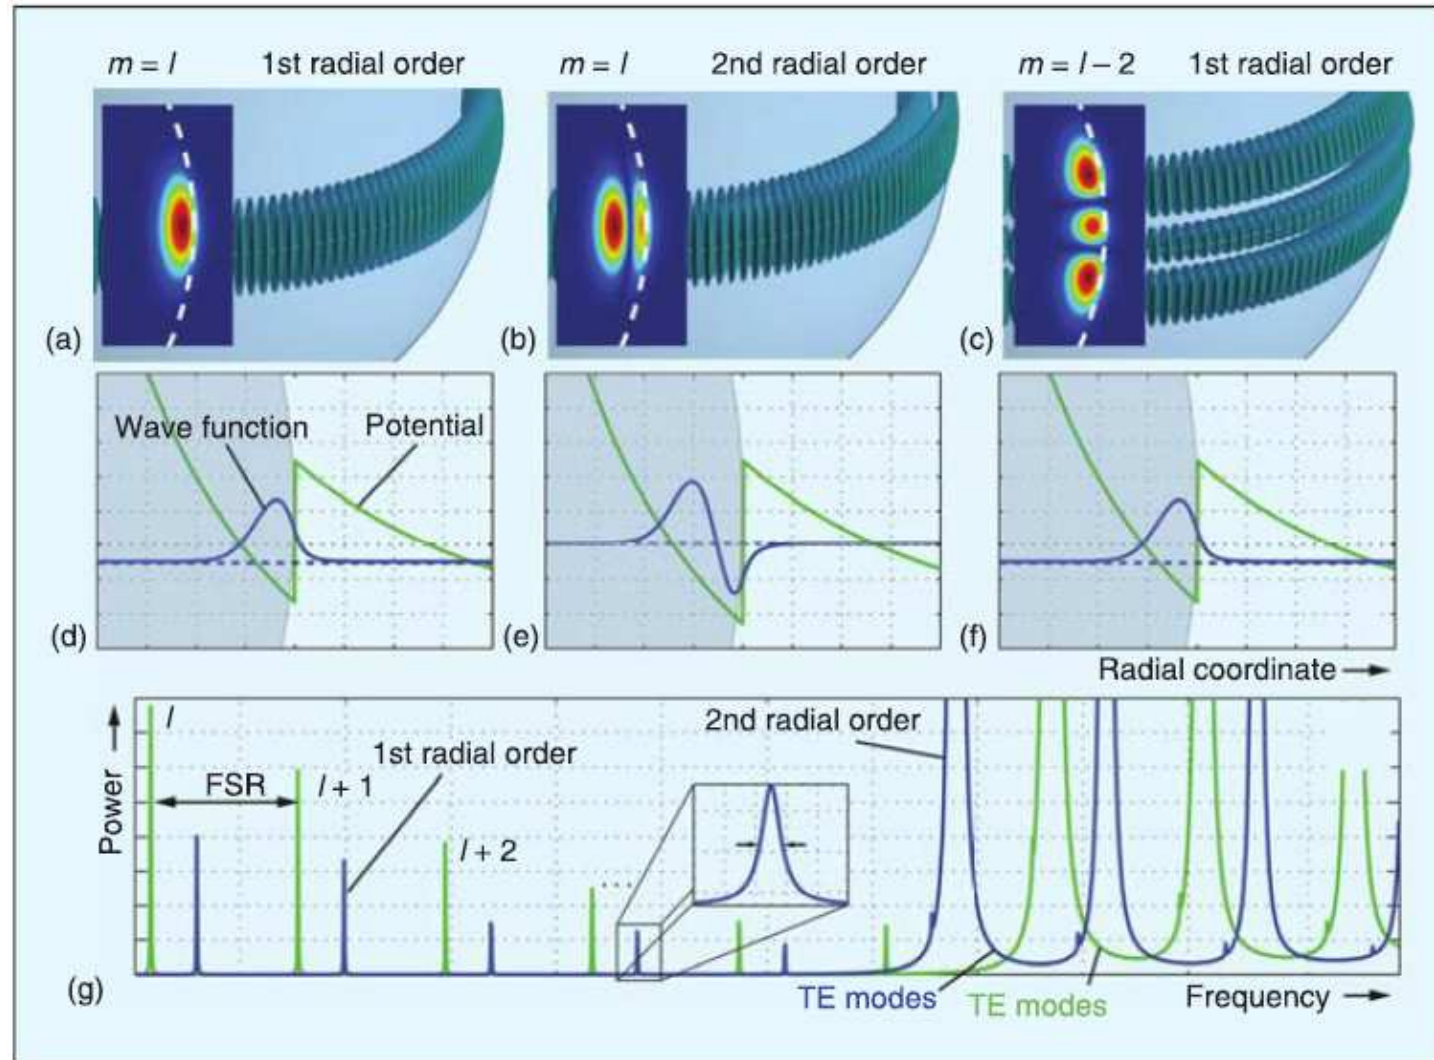 m = l 1st radial order
m = l 2nd radial order
m = l – 2 1st radial order
(a)
(b)
(c)
Wave function
Potential
(d)
(e)
(f)
Radial coordinate
Power
l
FSR
l + 1
1st radial order
l + 2
...
2nd radial order
TE modes
TE modes
Frequency
(g)